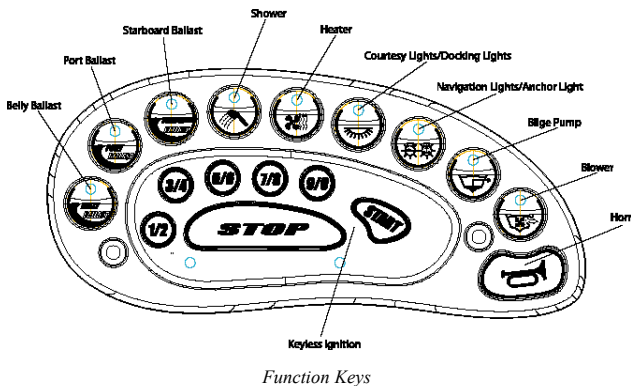 Shower
Starboard Ballast
Heater
Port Ballast
Courtesy Lights/Docking Lights
Navigation Lights/Anchor Light
Belly Ballast
Bilge Pump
Blower
Horn
1/2
3/4
5/6
7/8
9/0
STOP
START
Keyless Ignition
Function Keys